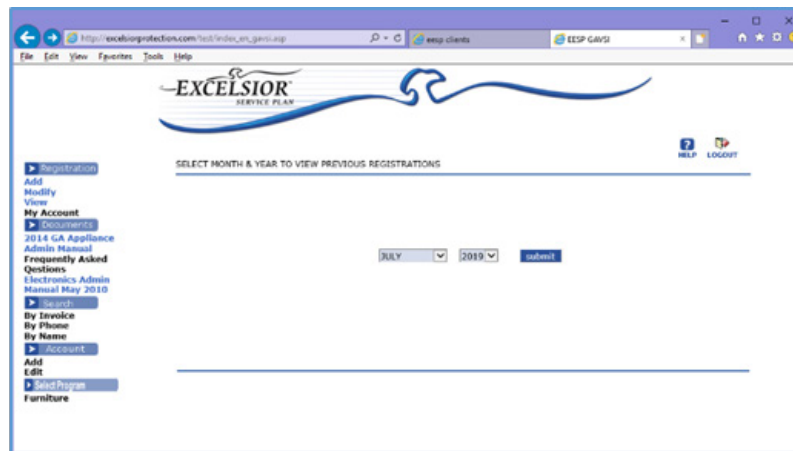 http://excelsiorprotection.com/test/index_en_gavsi.asp
eesp clients
EESP GAVSI
File Edit View Favorites Tools Help
EXCELSIOR
SERVICE PLAN
HELP LOGOUT
SELECT MONTH & YEAR TO VIEW PREVIOUS REGISTRATIONS
Registration
Add
Modify
View
My Account
Documents
2014 GA Appliance
Admin Manual
Frequently Asked
Qestions
Electronics Admin
Manual May 2010
Search
By Invoice
By Phone
By Name
Account
Add
Edit
Select Program
Furniture
JULY 2019 submit